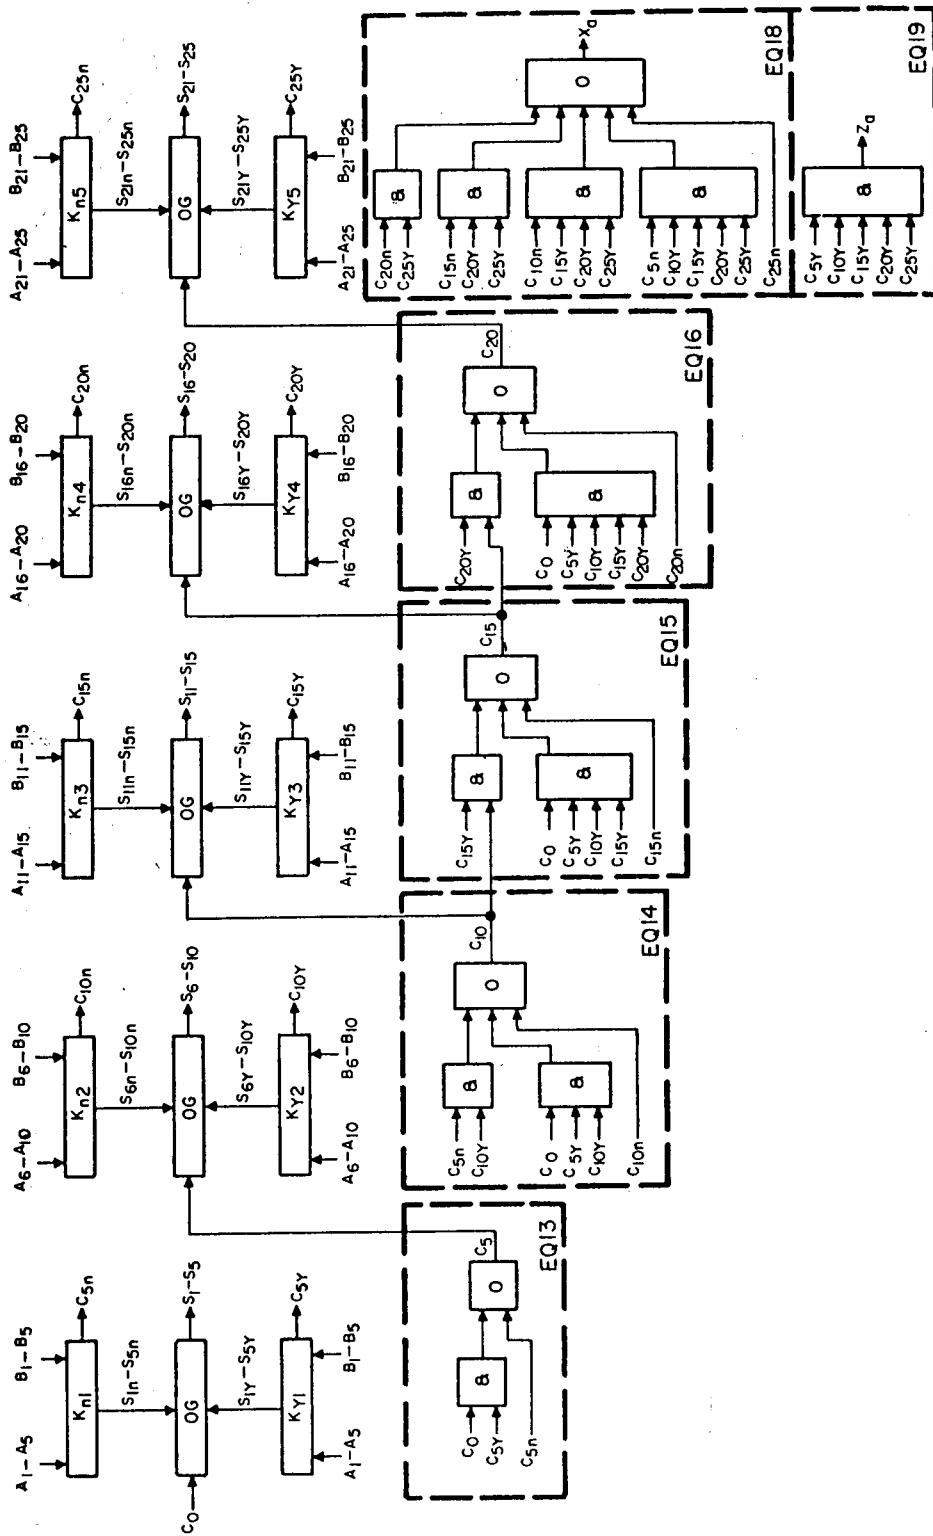 A1–A5
B1–B5
Kn1
C5n
S1n–S5n
C0
OG
S1–S5
S1Y–S5Y
KY1
C5Y
A1–A5
B1–B5
A6–A10
B6–B10
Kn2
C10n
S6n–S10n
OG
S6–S10
S6Y–S10Y
KY2
C10Y
A6–A10
B6–B10
A11–A15
B11–B15
Kn3
C15n
S11n–S15n
OG
S11–S15
S11Y–S15Y
KY3
C15Y
A11–A15
B11–B15
A16–A20
B16–B20
Kn4
C20n
S16n–S20n
OG
S16–S20
S16Y–S20Y
KY4
C20Y
A16–A20
B16–B20
A21–A25
B21–B25
Kn5
C25n
S21n–S25n
OG
S21–S25
S21Y–S25Y
KY5
C25Y
A21–A25
B21–B25
C0
C5Y
C5n
&
O
C5
EQ13
C5n
C10Y
&
C0
C5Y
C10Y
&
C10n
O
C10
EQ14
C15Y
&
C0
C5Y
C10Y
C15Y
&
C15n
O
C15
EQ15
C20Y
&
C0
C5Y
C10Y
C15Y
C20Y
&
C20n
O
C20
EQ16
C20n
C25Y
&
C15n
C20Y
C25Y
&
C10n
C15Y
C20Y
C25Y
&
C5n
C10Y
C15Y
C20Y
C25Y
&
C25n
O
Xa
EQ18
C5Y
C10Y
C15Y
C20Y
C25Y
&
Za
EQ19